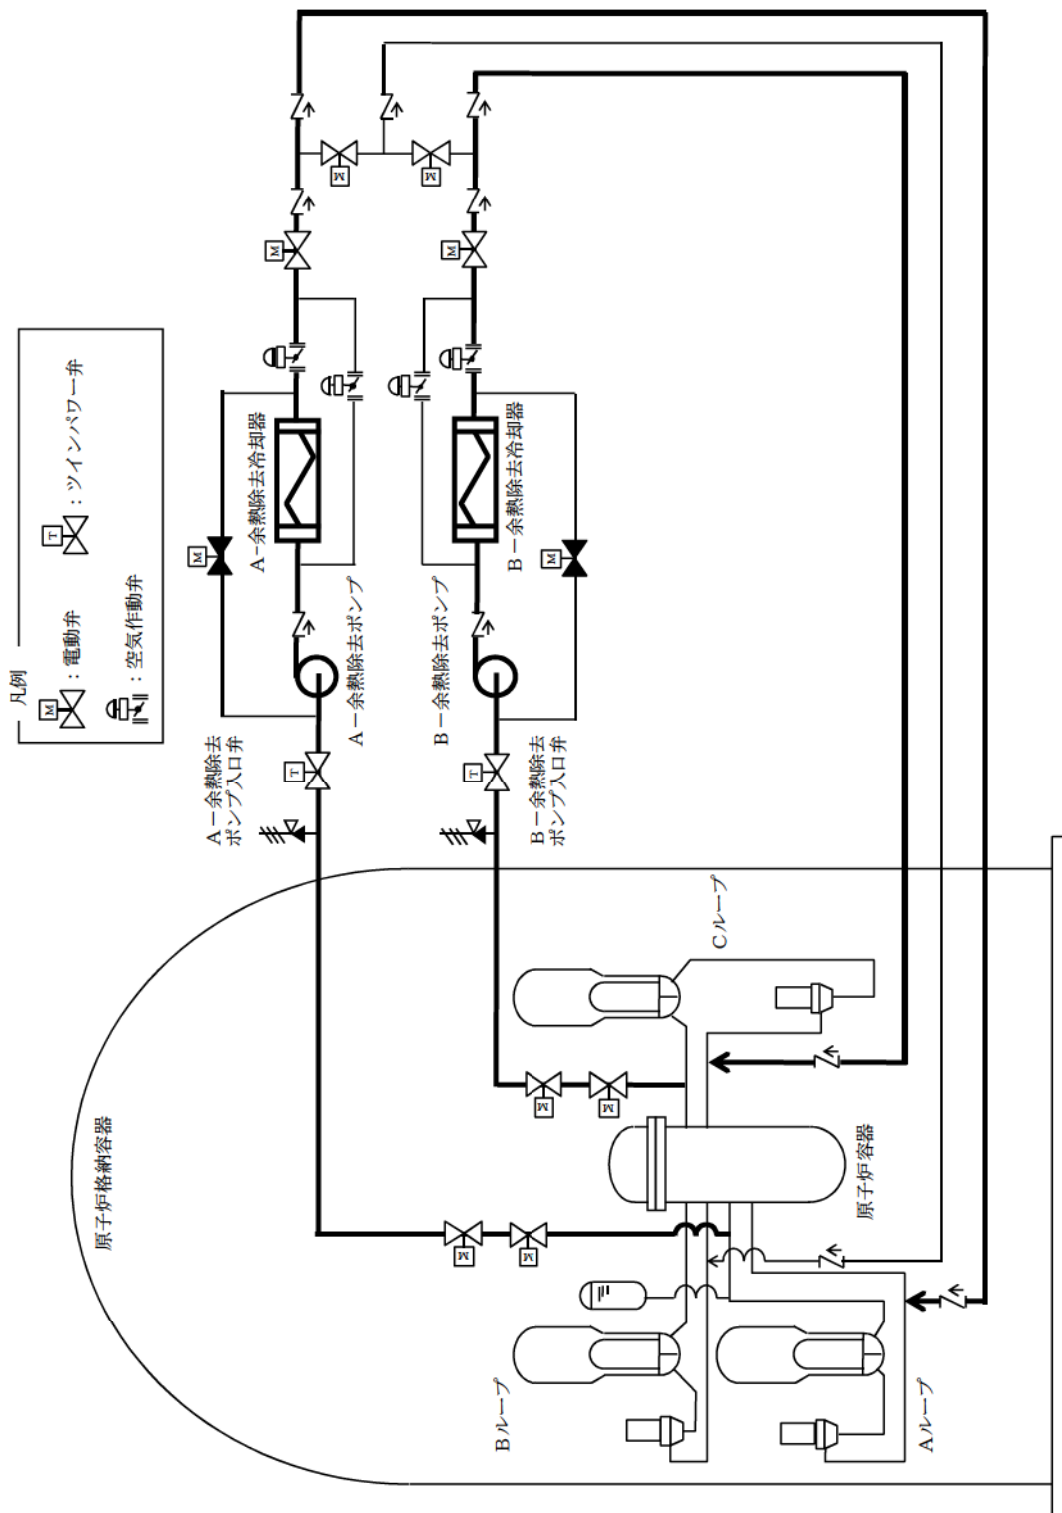 凡例
M
：電動弁
T
：ツインパワー弁
：空気作動弁
原子炉格納容器
A－余熱除去
ポンプ入口弁
T
A－余熱除去ポンプ
M
A−余熱除去冷却器
M
M
M
B－余熱除去ポンプ
B－余熱除去
ポンプ入口弁
T
M
B－余熱除去冷却器
M
M
M
M
M
Bループ
Cループ
Aループ
原子炉容器